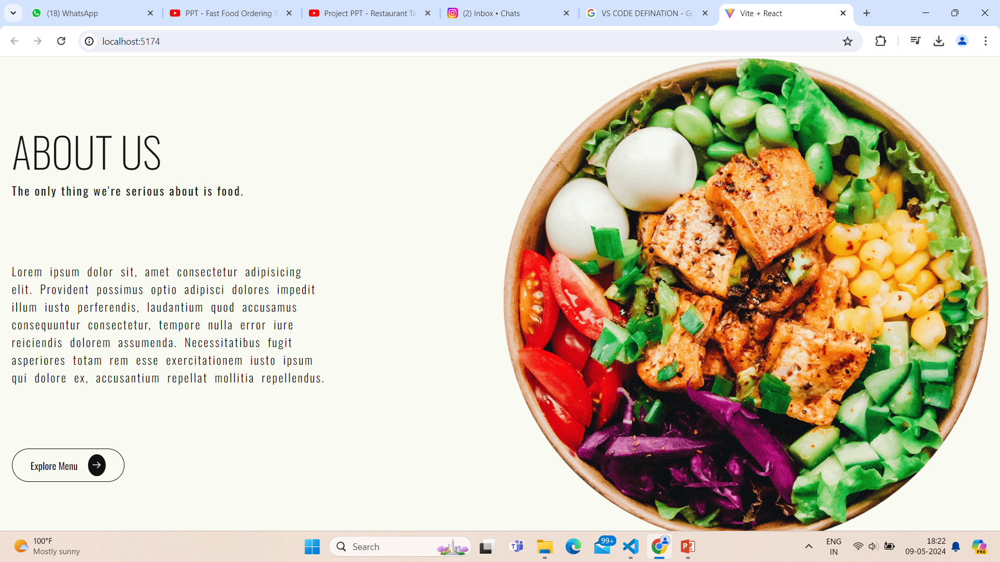 (18) WhatsApp
PPT - Fast Food Ordering S
Project PPT - Restaurant Ta
(2) Inbox • Chats
VS CODE DEFINATION - Go
Vite + React
localhost:5174
ABOUT US
The only thing we're serious about is food.
Lorem ipsum dolor sit, amet consectetur adipisicing
elit. Provident possimus optio adipisci dolores impedit
illum iusto perferendis, laudantium quod accusamus
consequuntur consectetur, tempore nulla error iure
reiciendis dolorem assumenda. Necessitatibus fugit
asperiores totam rem esse exercitationem iusto ipsum
qui dolore ex, accusantium repellat mollitia repellendus.
Explore Menu
100°F
Mostly sunny
Search
99+
ENG
IN
18:22
09-05-2024
PRE